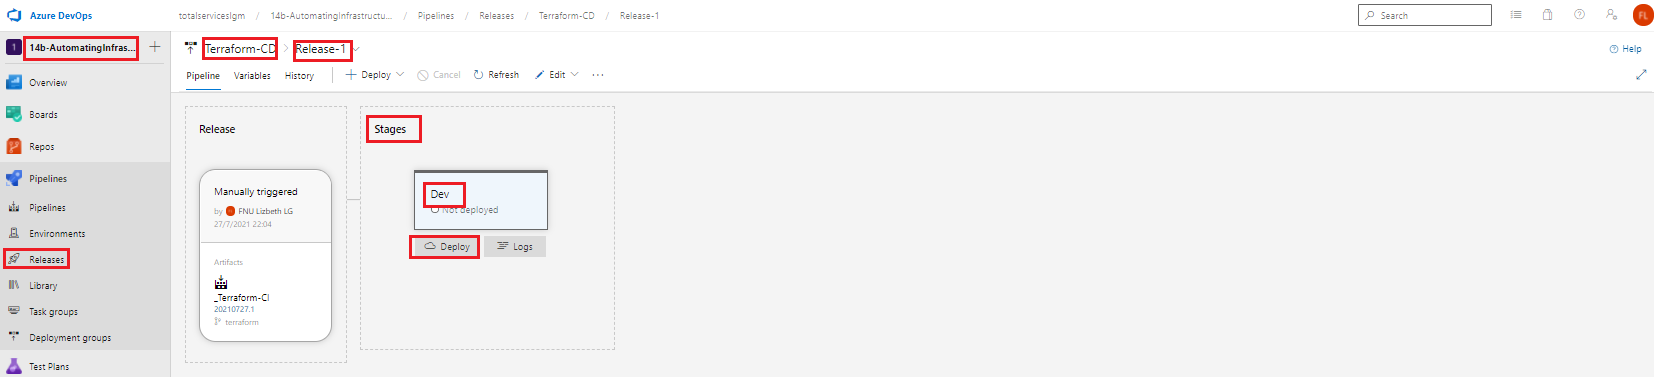 Azure DevOps
totalserviceslgm / 14b-AutomatingInfrastructu... / Pipelines / Releases / Terraform-CD / Release-1
Search
FL
1 14b-AutomatingInfras...
Terraform-CD > Release-1
Help
Pipeline Variables History Deploy Cancel Refresh Edit ...
Overview
Boards
Repos
Pipelines
Pipelines
Environments
Releases
Library
Task groups
Deployment groups
Test Plans
Release
Manually triggered
by FL FNU Lizbeth LG
27/7/2021 22:04
Artifacts
_Terraform-CI
20210727.1
terraform
Stages
Dev
Not deployed
Deploy
Logs